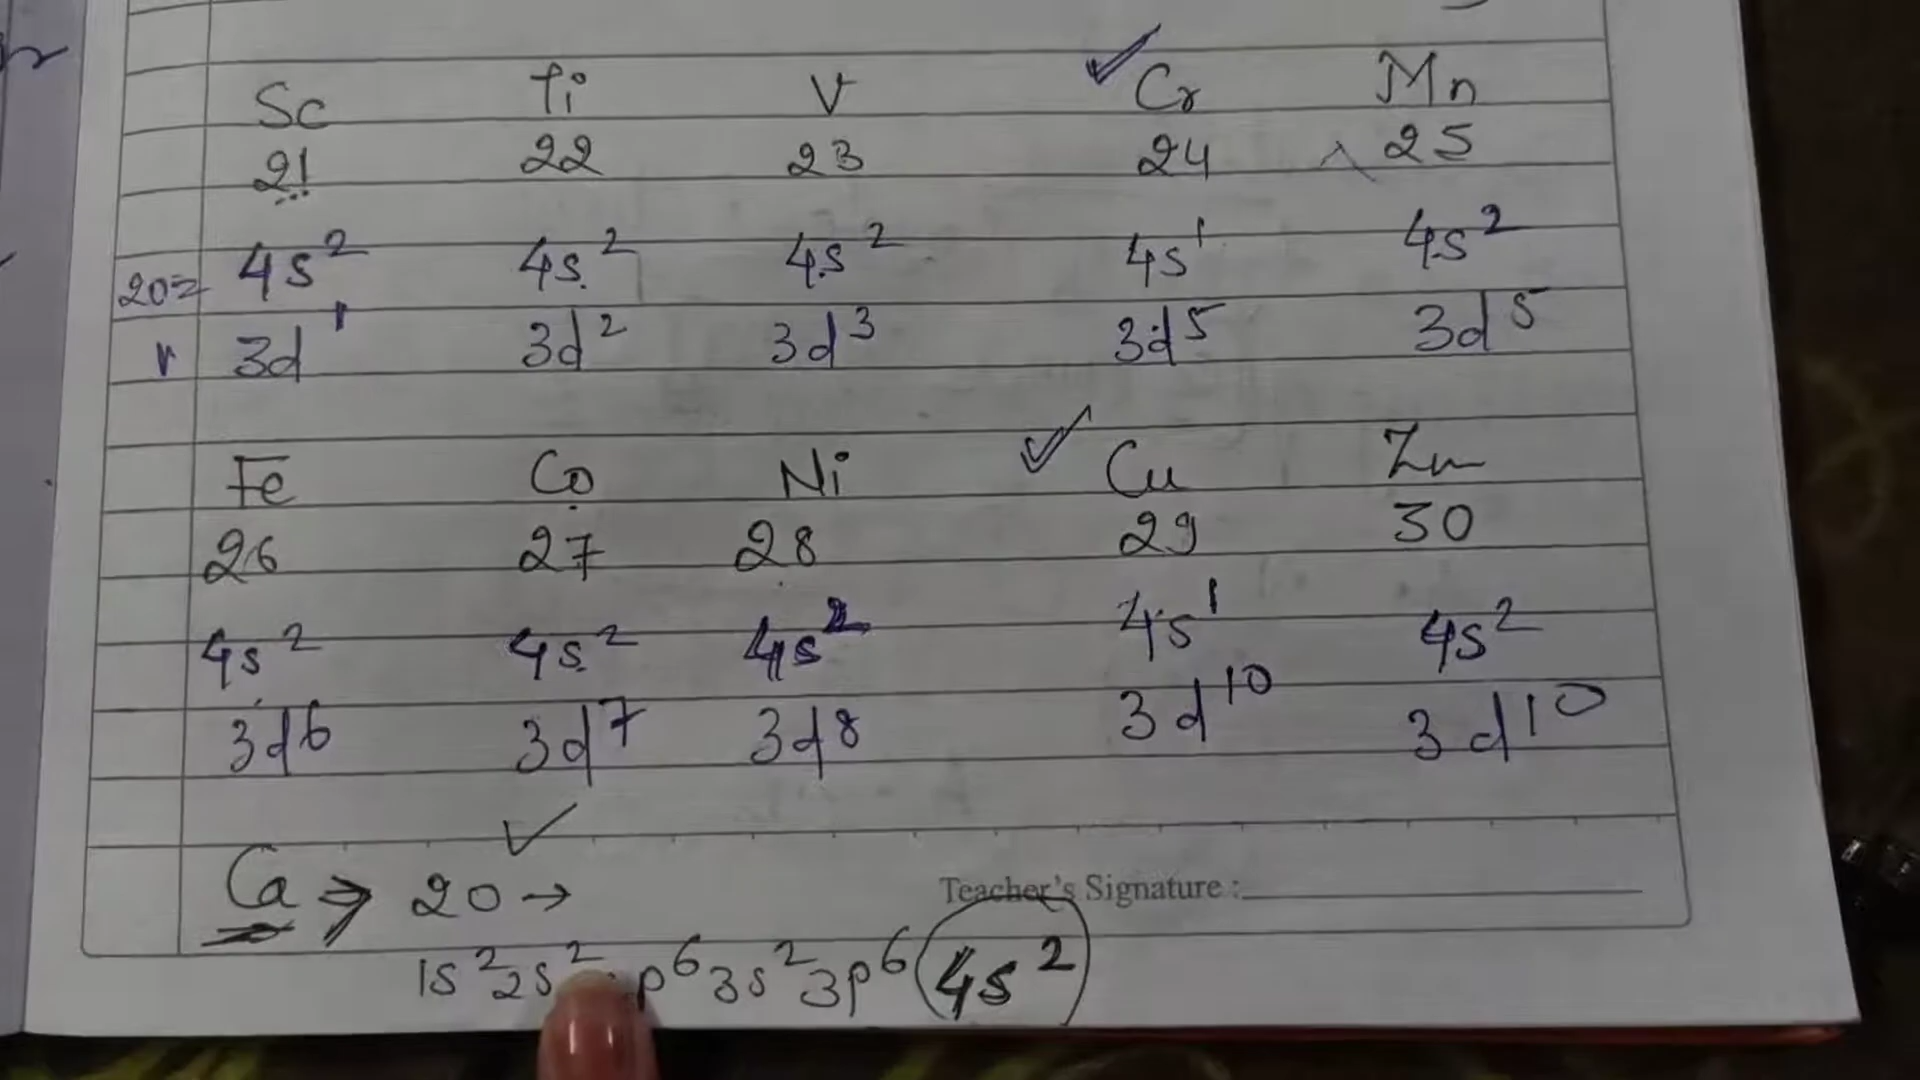 Sc Ti V Cr Mn
21 22 23 24 25
4s² 4s² 4s² 4s¹ 4s²
20=
3d¹ 3d² 3d³ 3d⁵ 3d⁵
Fe Co Ni Cu Zn
26 27 28 29 30
4s² 4s² 4s² 4s¹ 4s²
3d⁶ 3d⁷ 3d⁸ 3d¹⁰ 3d¹⁰
Ca ⇒ 20 →
Teacher's Signature :
1s² 2s² p⁶ 3s² 3p⁶ 4s²